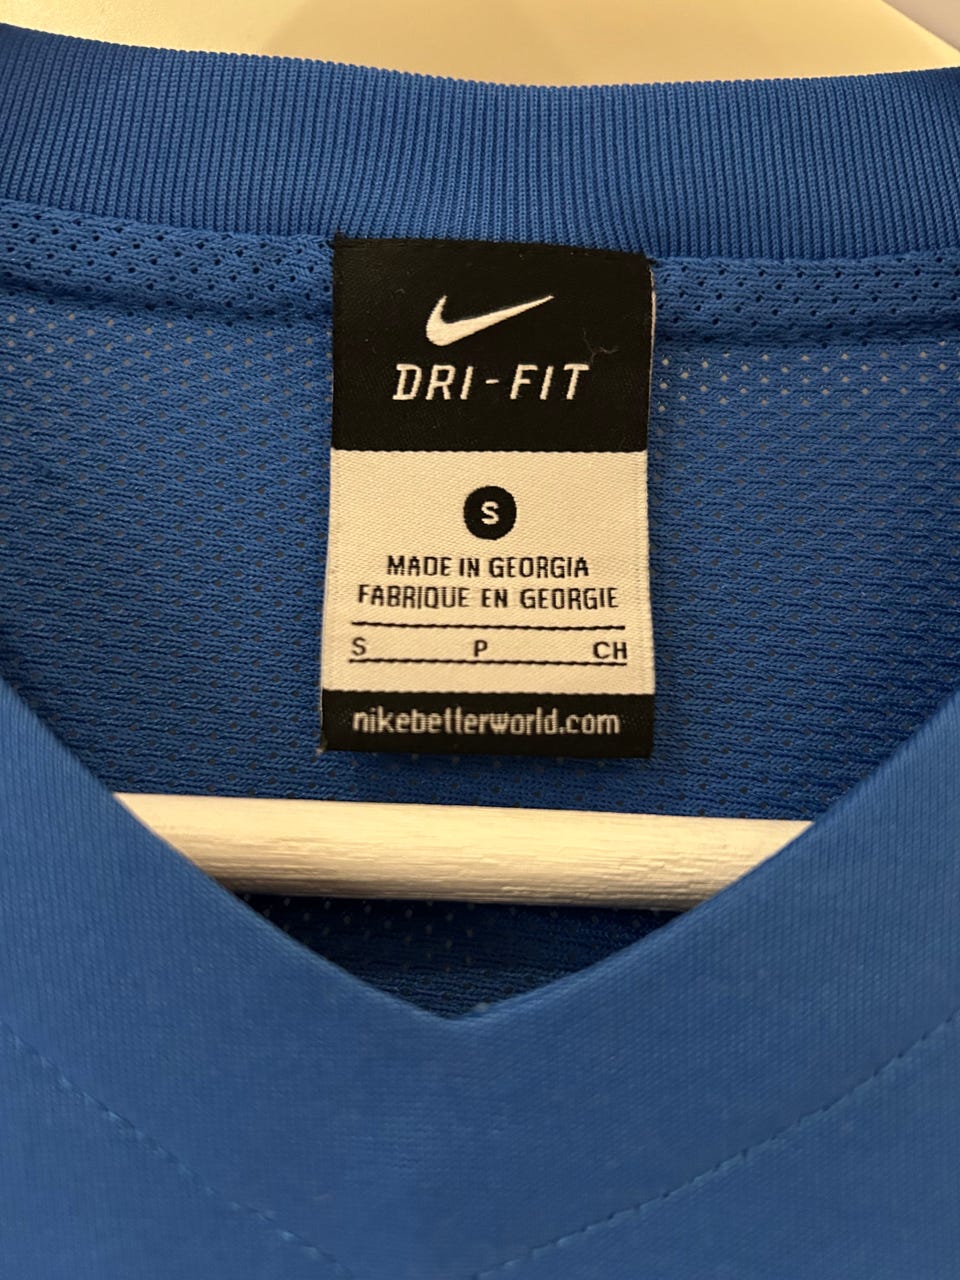 DRI-FIT
S
MADE IN GEORGIA
FABRIQUE EN GEORGIE
S P CH
nikebetterworld.com